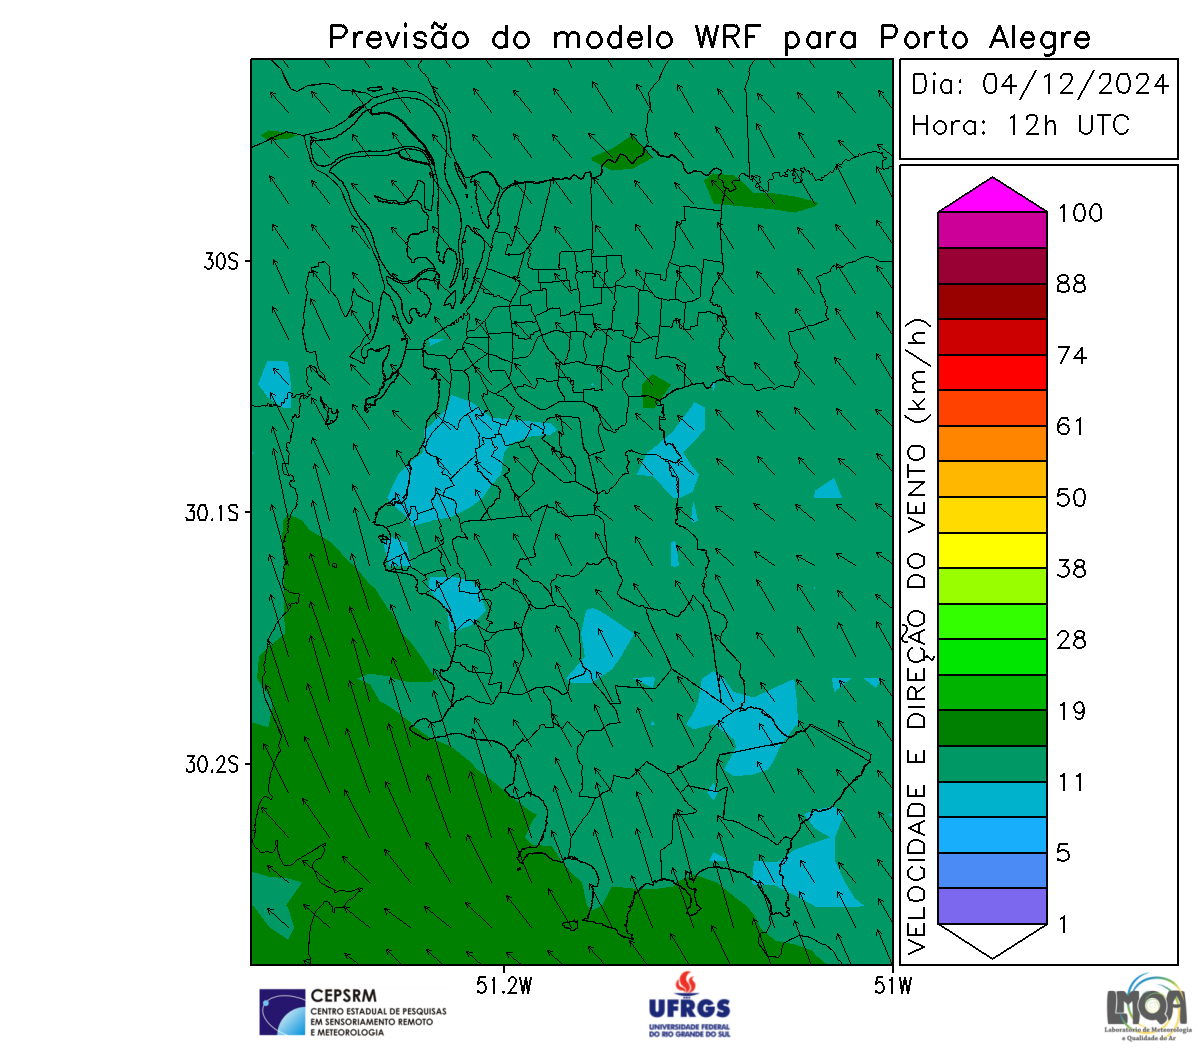 Previsão do modelo WRF para Porto Alegre
Dia: 04/12/2024
Hora: 12h UTC
100
88
74
61
50
38
28
19
11
5
1
VELOCIDADE E DIREÇÃO DO VENTO (km/h)
30S
30.1S
30.2S
51.2W
51W
CEPSRM
CENTRO ESTADUAL DE PESQUISAS
EM SENSORIAMENTO REMOTO
E METEOROLOGIA
UFRGS
UNIVERSIDADE FEDERAL
DO RIO GRANDE DO SUL
LMQA
Laboratório de Meteorologia
e Qualidade do Ar